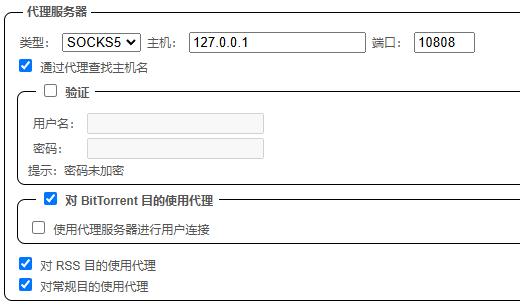 代理服务器
类型： SOCKS5 主机： 127.0.0.1 端口： 10808
通过代理查找主机名
验证
用户名：
密码：
提示：密码未加密
对 BitTorrent 目的使用代理
使用代理服务器进行用户连接
对 RSS 目的使用代理
对常规目的使用代理